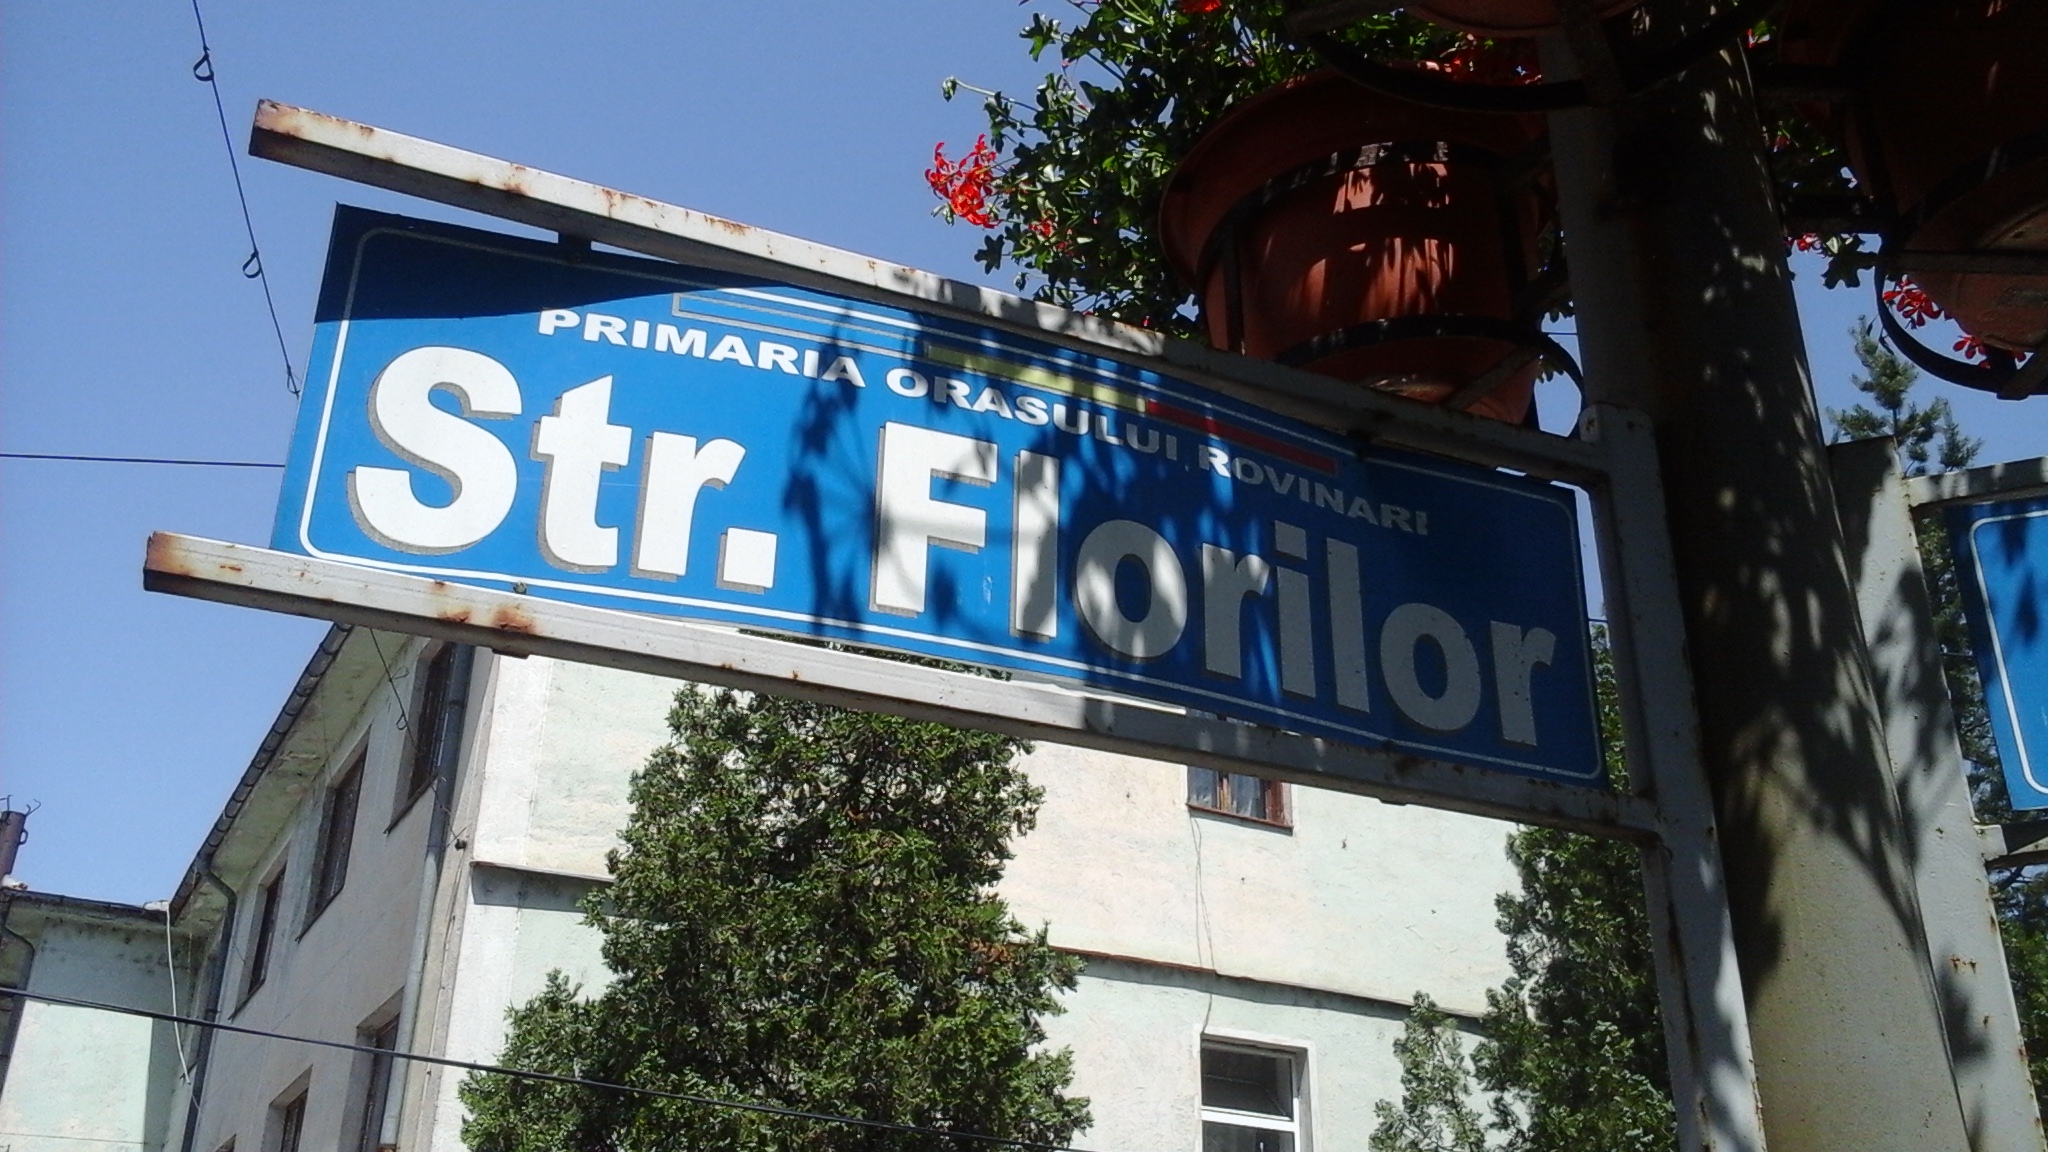 PRIMARIA ORASULUI ROVINARI
Str. Florilor